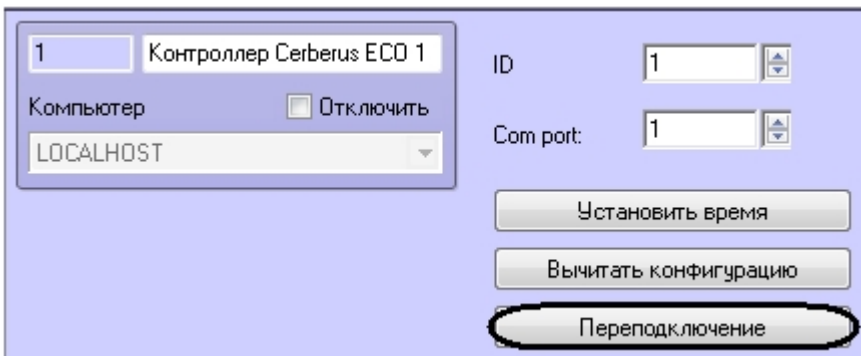 1 Контроллер Cerberus ECO 1
Компьютер Отключить
LOCALHOST
ID 1
Com port: 1
Установить время
Вычитать конфигурацию
Переподключение